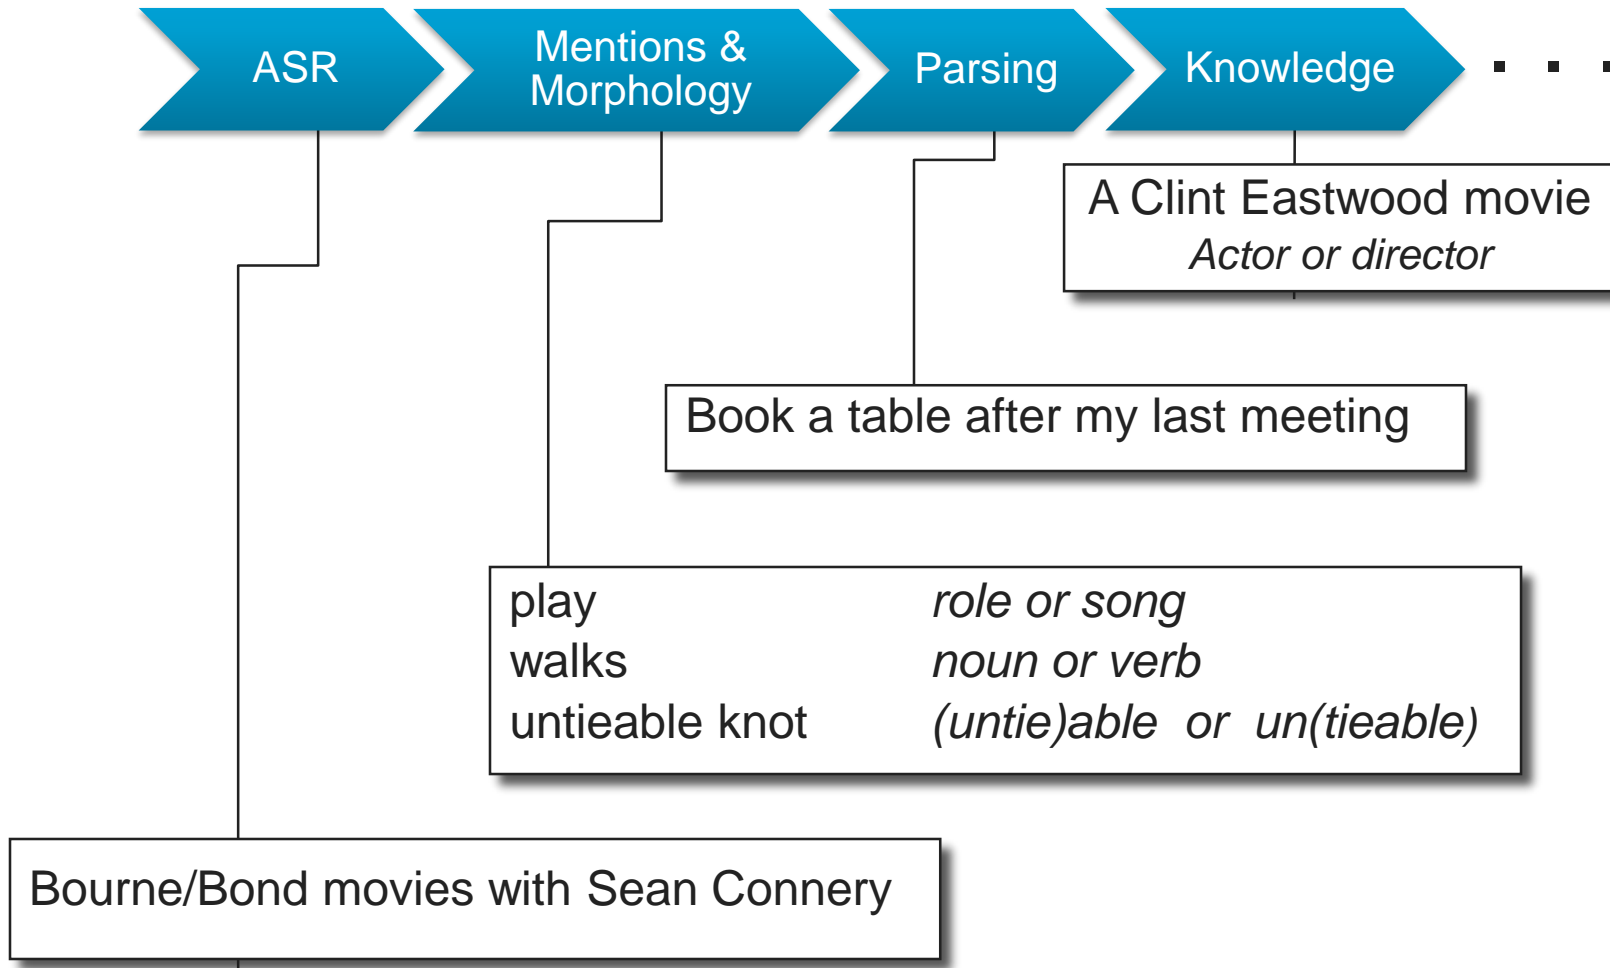 ASR
Mentions &
Morphology
Parsing
Knowledge
A Clint Eastwood movie
Actor or director
Book a table after my last meeting
play role or song
walks noun or verb
untieable knot (untie)able or un(tieable)
Bourne/Bond movies with Sean Connery